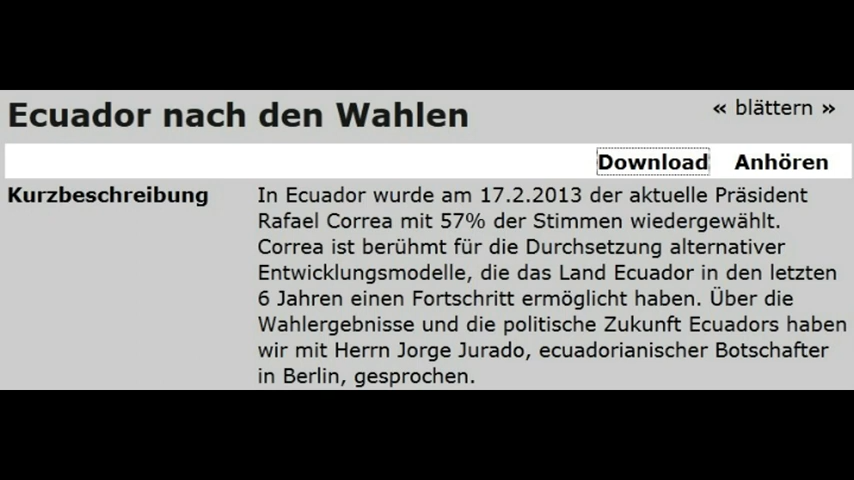 Ecuador nach den Wahlen
« blättern »
Download Anhören
Kurzbeschreibung
In Ecuador wurde am 17.2.2013 der aktuelle Präsident
Rafael Correa mit 57% der Stimmen wiedergewählt.
Correa ist berühmt für die Durchsetzung alternativer
Entwicklungsmodelle, die das Land Ecuador in den letzten
6 Jahren einen Fortschritt ermöglicht haben. Über die
Wahlergebnisse und die politische Zukunft Ecuadors haben
wir mit Herrn Jorge Jurado, ecuadorianischer Botschafter
in Berlin, gesprochen.